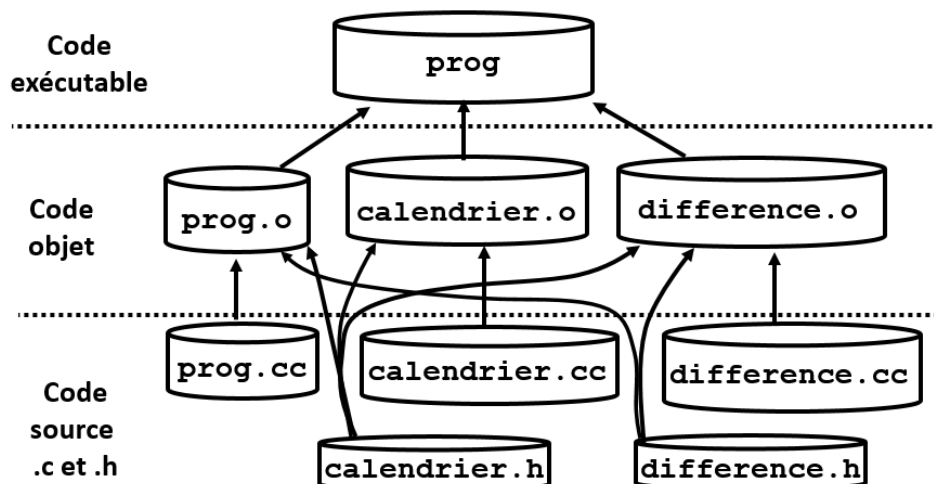 Code
exécutable
prog
Code
objet
prog.o
calendrier.o
difference.o
prog.cc
calendrier.cc
difference.cc
Code
source
.c et .h
calendrier.h
difference.h